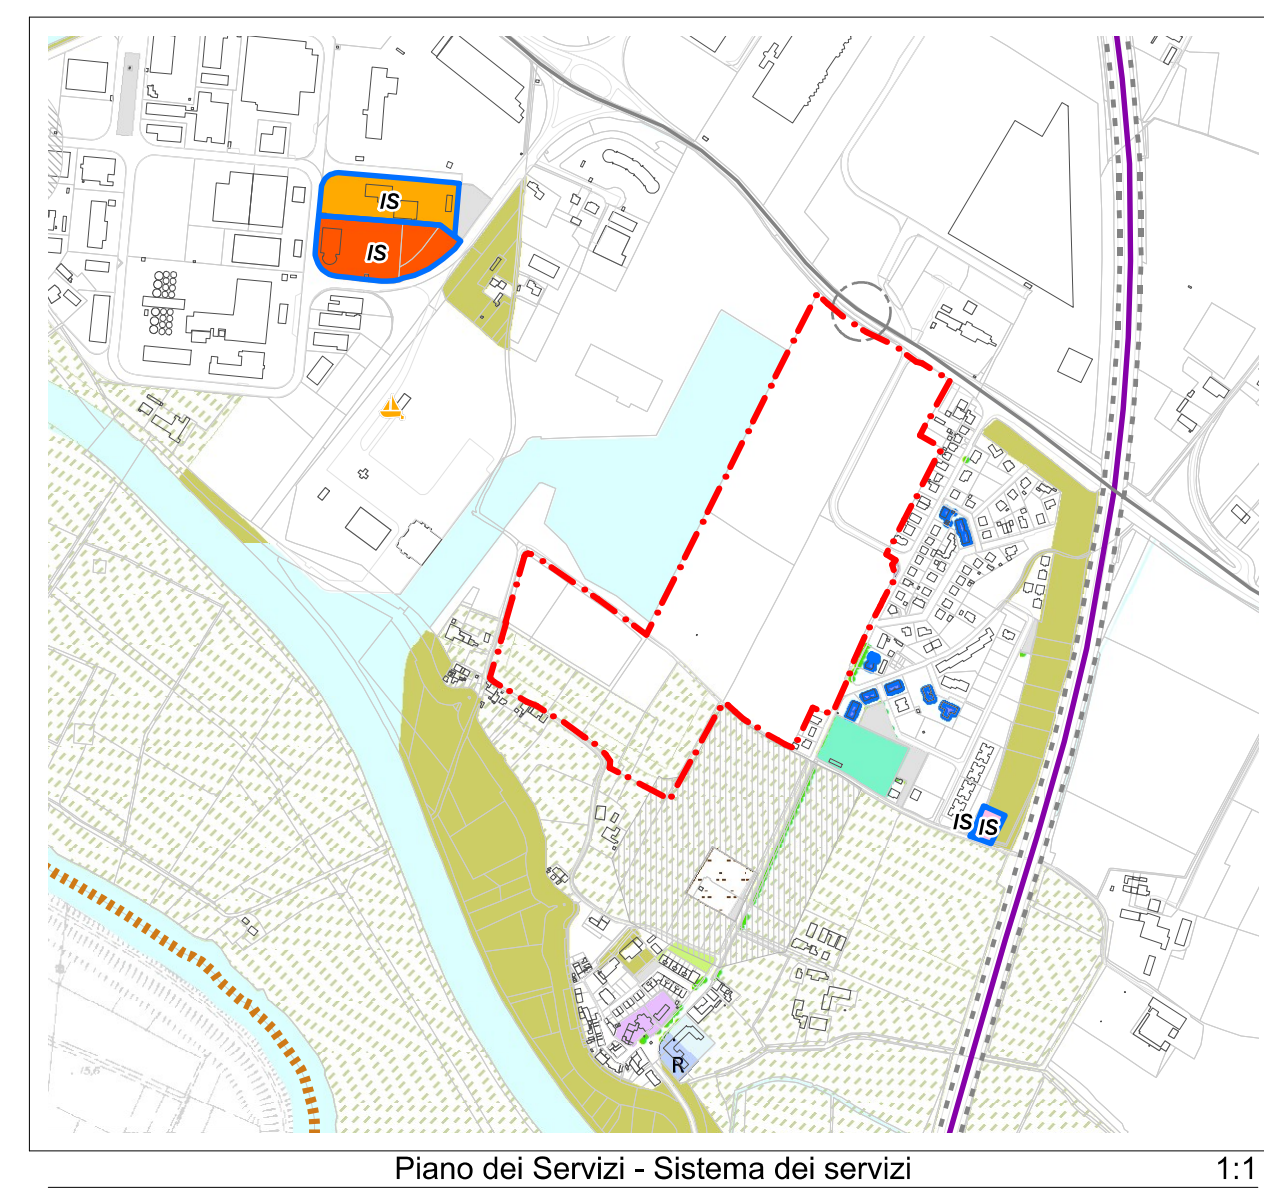 IS
IS
IS IS
R
Piano dei Servizi - Sistema dei servizi
1:1